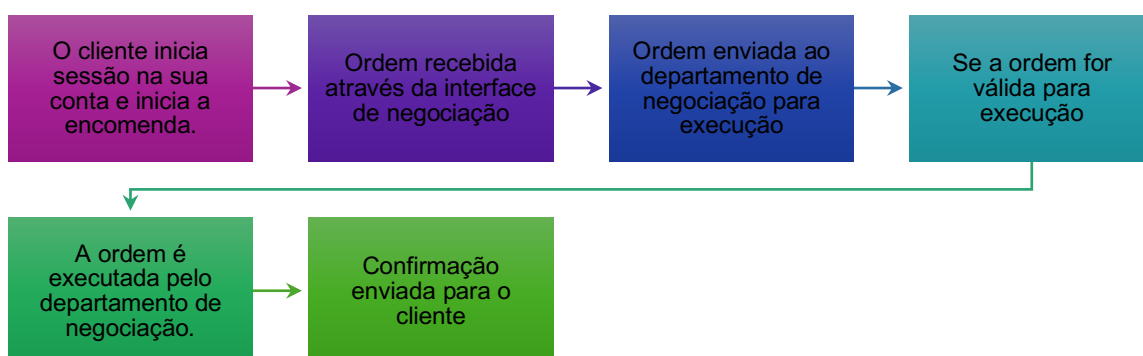 O cliente inicia
sessão na sua
conta e inicia a
encomenda.
Ordem recebida
através da interface
de negociação
Ordem enviada ao
departamento de
negociação para
execução
Se a ordem for
válida para
execução
A ordem é
executada pelo
departamento de
negociação.
Confirmação
enviada para o
cliente